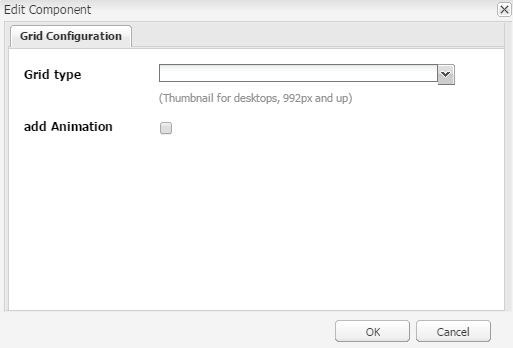 Edit Component
Grid Configuration
Grid type
(Thumbnail for desktops, 992px and up)
add Animation
OK
Cancel